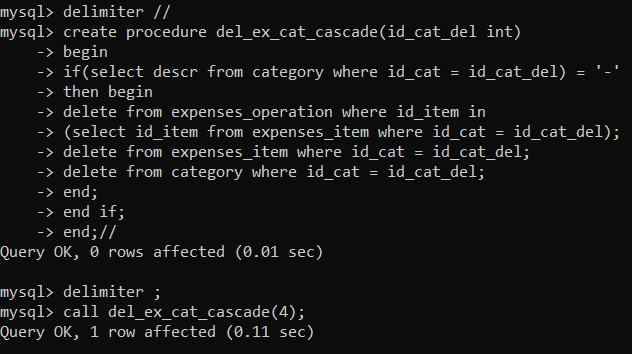 mysql> delimiter //
mysql> create procedure del_ex_cat_cascade(id_cat_del int)
    -> begin
    -> if(select descr from category where id_cat = id_cat_del) = '-'
    -> then begin
    -> delete from expenses_operation where id_item in
    -> (select id_item from expenses_item where id_cat = id_cat_del);
    -> delete from expenses_item where id_cat = id_cat_del;
    -> delete from category where id_cat = id_cat_del;
    -> end;
    -> end if;
    -> end;//
Query OK, 0 rows affected (0.01 sec)

mysql> delimiter ;
mysql> call del_ex_cat_cascade(4);
Query OK, 1 row affected (0.11 sec)